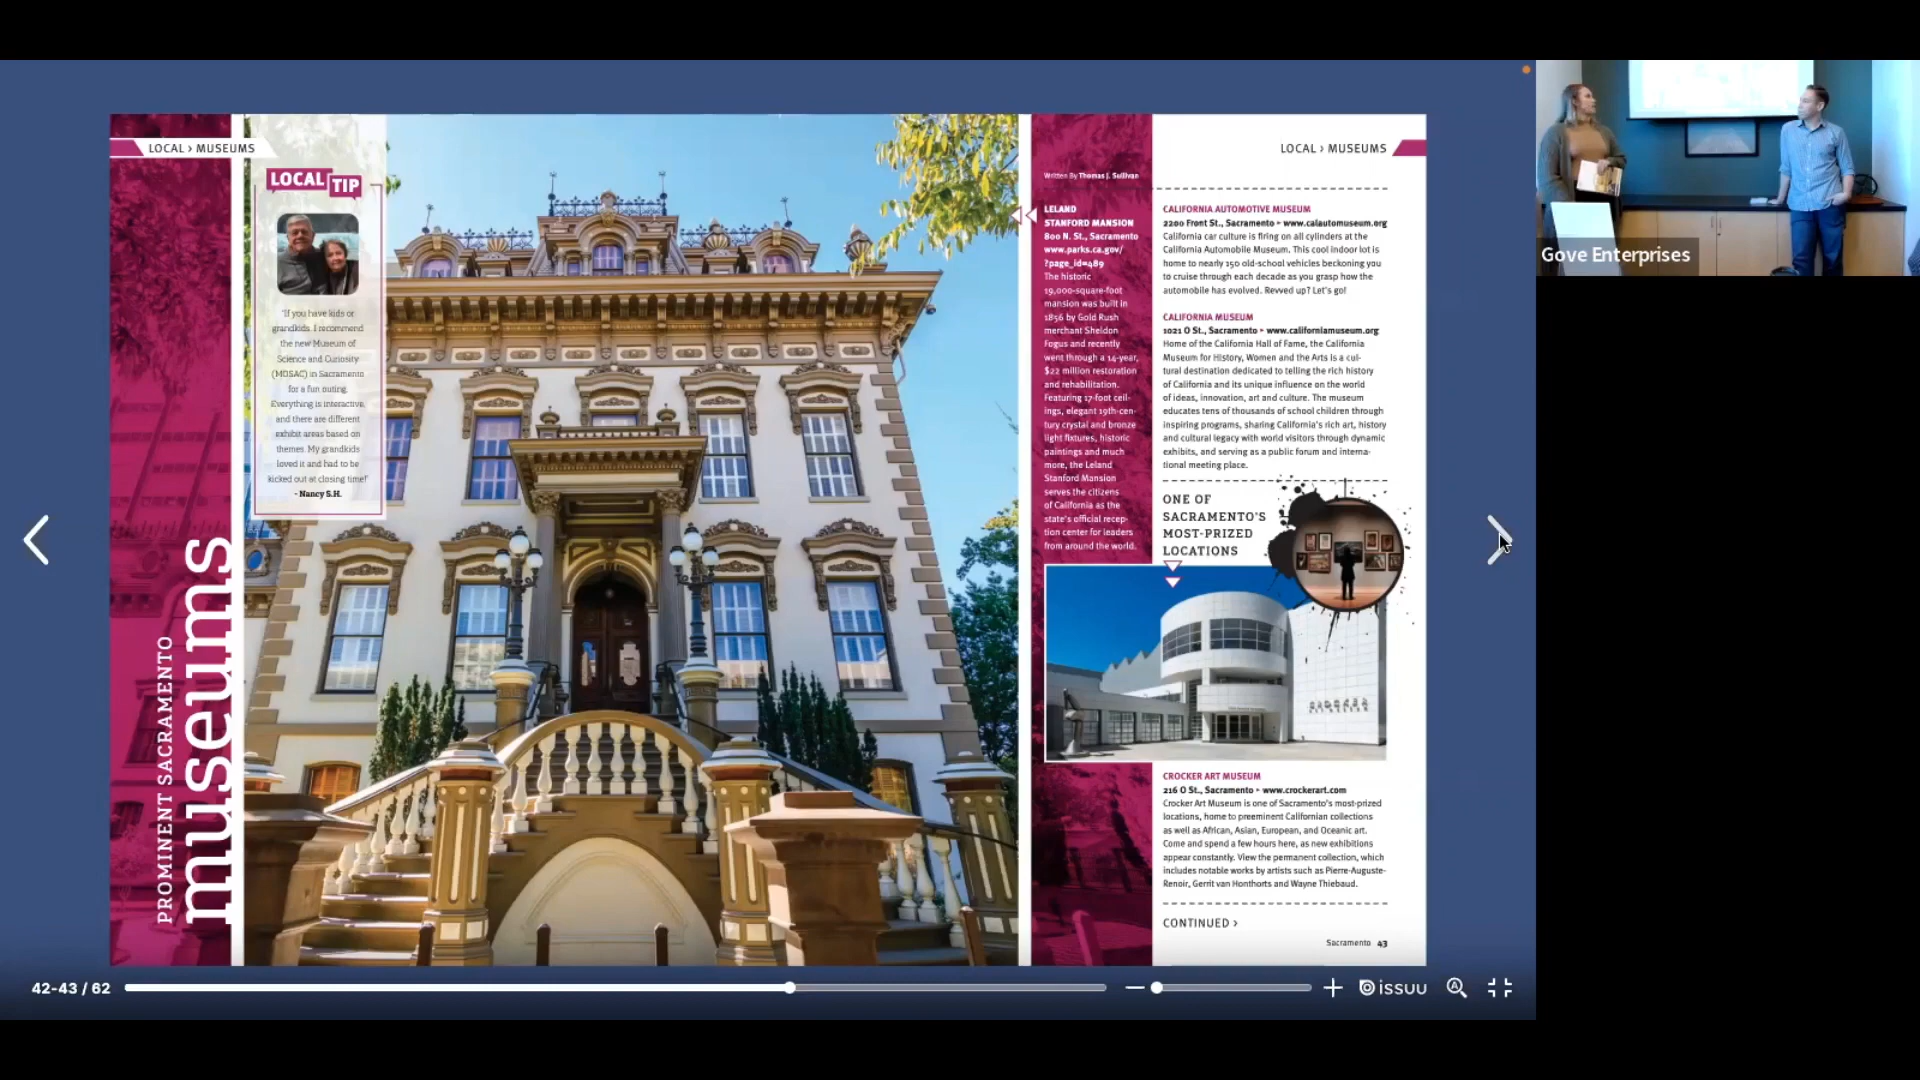 LOCAL > MUSEUMS
LOCAL TIP
"If you have kids or
grandkids, I recommend
the new Museum of
Science and Curiosity
(MOSAC) in Sacramento
for a fun outing.
Everything is interactive,
and there are different
exhibit areas based on
themes. My grandkids
loved it and had to be
kicked out at closing time!"
- Nancy S.H.
PROMINENT SACRAMENTO
museums
LOCAL > MUSEUMS
Written By Thomas J. Sullivan
LELAND
STANFORD MANSION
800 N. St., Sacramento
www.parks.ca.gov/
?page_id=489
The historic
19,000-square-foot
mansion was built in
1856 by Gold Rush
merchant Sheldon
Fogus and recently
went through a 14-year,
$22 million restoration
and rehabilitation.
Featuring 17-foot ceil-
ings, elegant 19th-cen-
tury crystal and bronze
light fixtures, historic
paintings and much
more, the Leland
Stanford Mansion
serves the citizens
of California as the
state's official recep-
tion center for leaders
from around the world.
CALIFORNIA AUTOMOTIVE MUSEUM
2200 Front St., Sacramento • www.calautomuseum.org
California car culture is firing on all cylinders at the
California Automobile Museum. This cool indoor lot is
home to nearly 150 old-school vehicles beckoning you
to cruise through each decade as you grasp how the
automobile has evolved. Revved up? Let's go!
CALIFORNIA MUSEUM
1021 O St., Sacramento • www.californiamuseum.org
Home of the California Hall of Fame, the California
Museum for History, Women and the Arts is a cul-
tural destination dedicated to telling the rich history
of California and its unique influence on the world
of ideas, innovation, art and culture. The museum
educates tens of thousands of school children through
inspiring programs, sharing California's rich art, history
and cultural legacy with world visitors through dynamic
exhibits, and serving as a public forum and interna-
tional meeting place.
ONE OF
SACRAMENTO'S
MOST-PRIZED
LOCATIONS
CROCKER ART MUSEUM
216 O St., Sacramento • www.crockerart.com
Crocker Art Museum is one of Sacramento's most-prized
locations, home to preeminent Californian collections
as well as African, Asian, European, and Oceanic art.
Come and spend a few hours here, as new exhibitions
appear constantly. View the permanent collection, which
includes notable works by artists such as Pierre-Auguste-
Renoir, Gerrit van Honthorts and Wayne Thiebaud.
CONTINUED >
Sacramento 43
42-43 / 62
issuu
Gove Enterprises